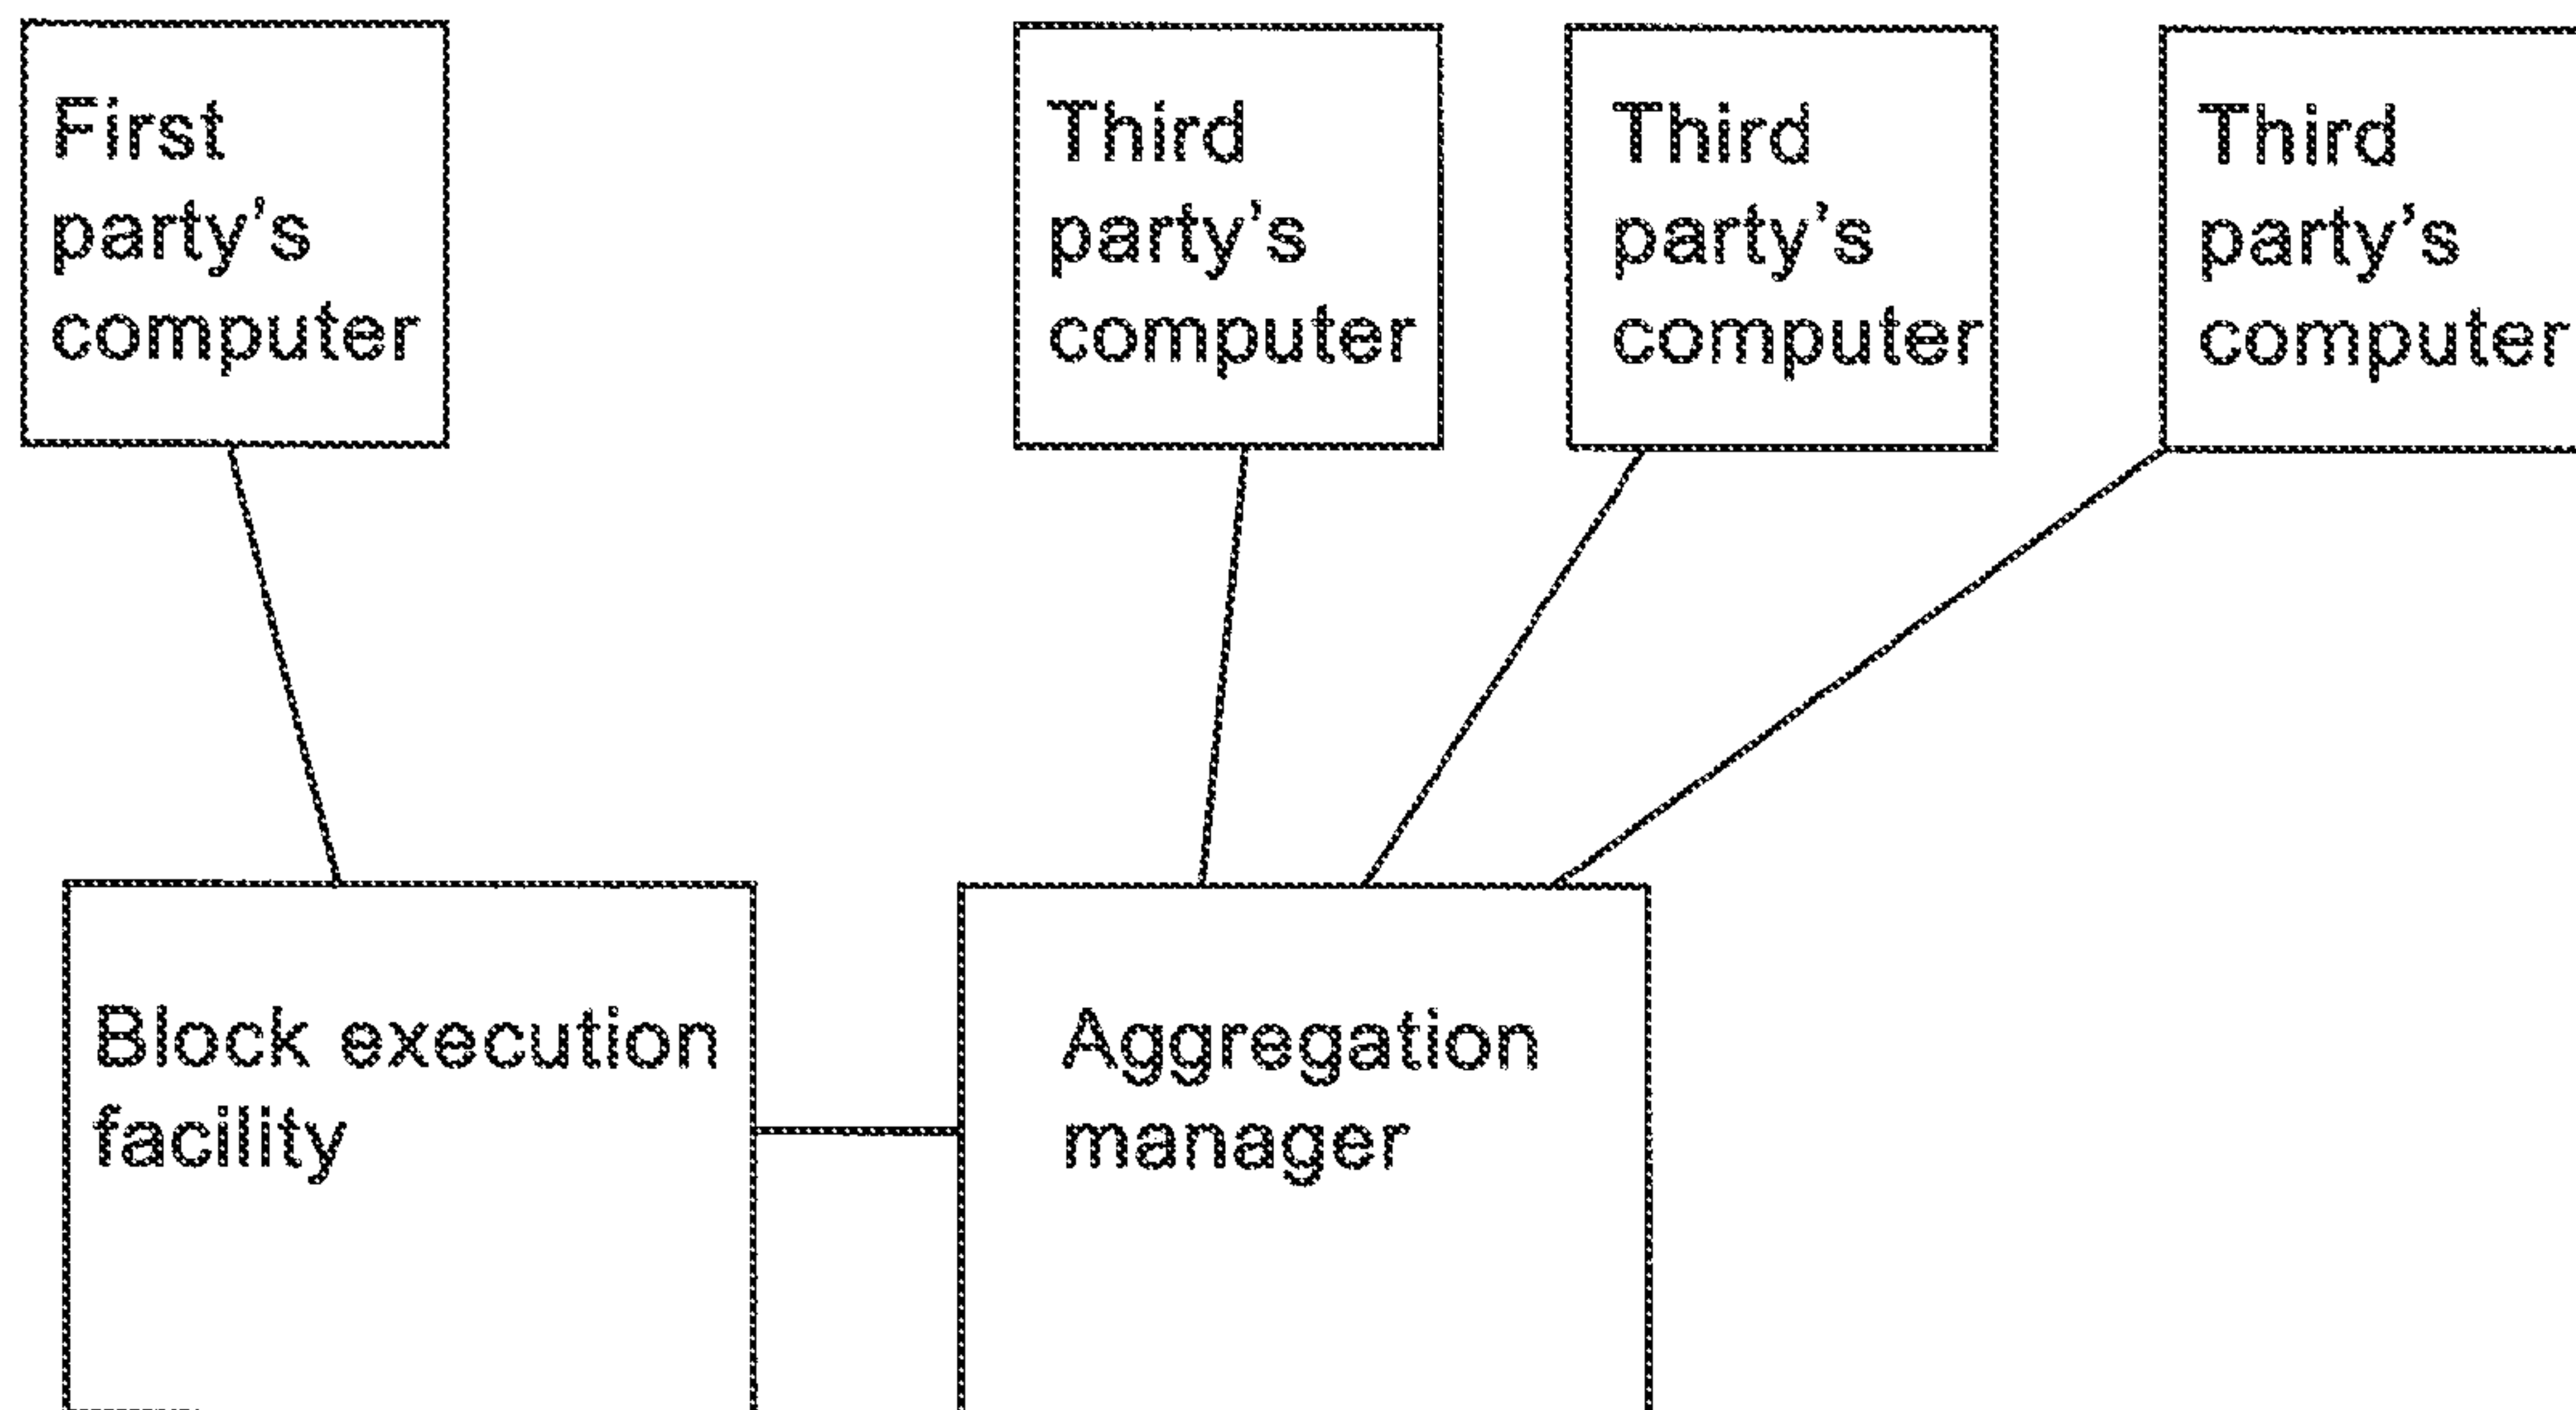 First
party’s
computer
Third
party’s
computer
Third
party’s
computer
Third
party’s
computer
Block execution
facility
Aggregation
manager